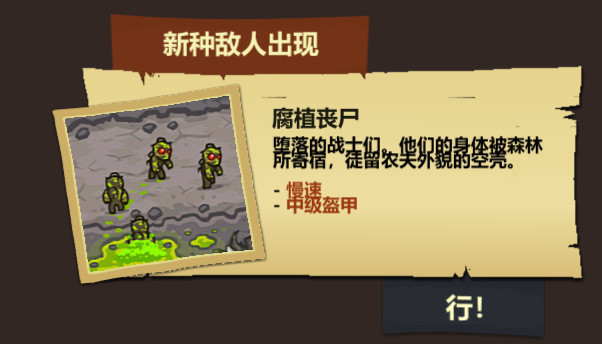 新种敌人出现
腐植丧尸
堕落的战士们。他们的身体被森林
所寄宿，徒留农夫外貌的空壳。
- 慢速
- 中级盔甲
行!